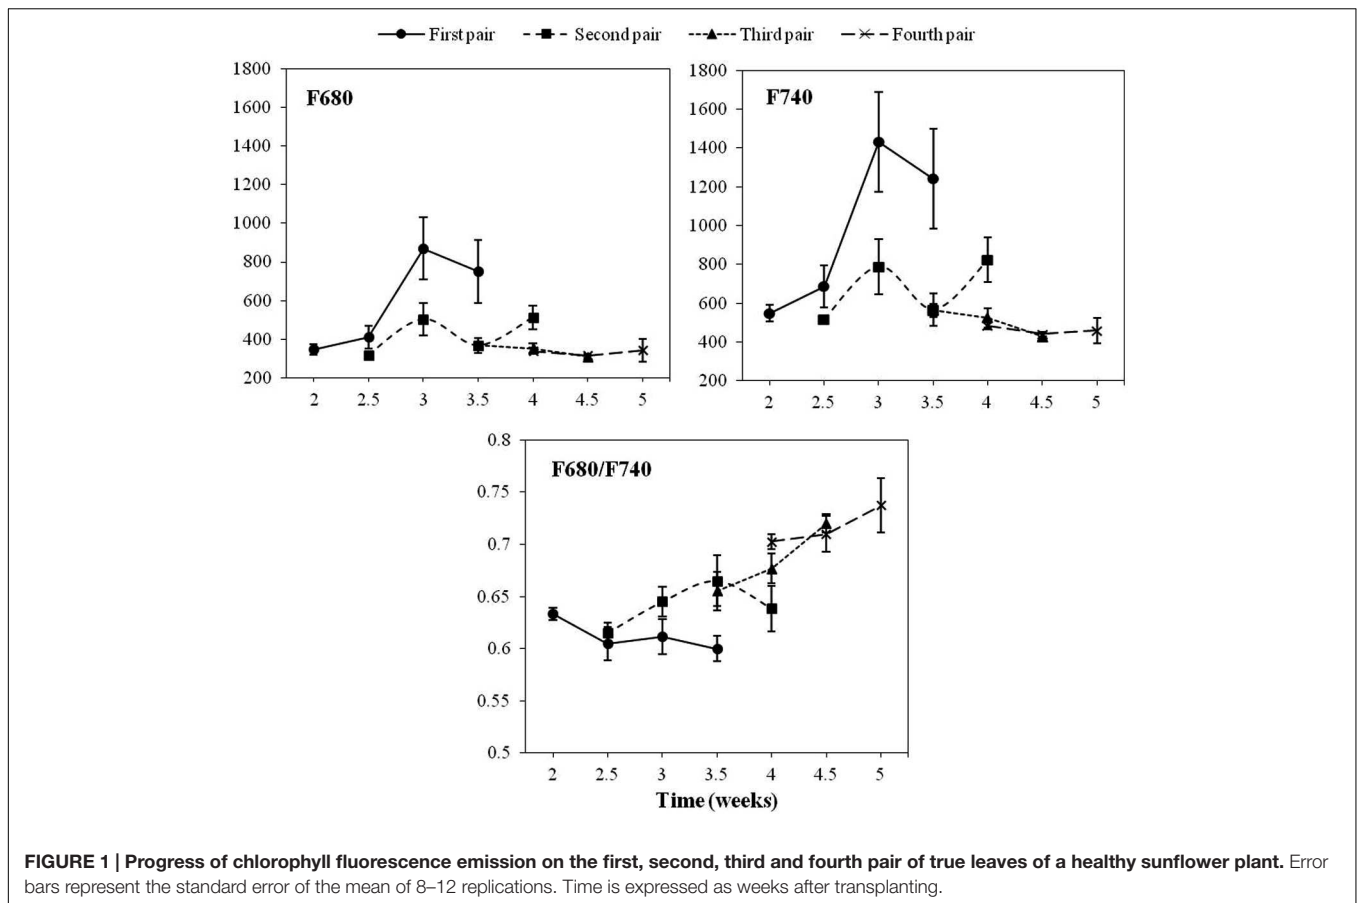 First pair Second pair Third pair Fourth pair
F680
1800
1600
1400
1200
1000
800
600
400
200
2 2.5 3 3.5 4 4.5 5
F740
1800
1600
1400
1200
1000
800
600
400
200
2 2.5 3 3.5 4 4.5 5
F680/F740
0.8
0.75
0.7
0.65
0.6
0.55
0.5
2 2.5 3 3.5 4 4.5 5
Time (weeks)
FIGURE 1 | Progress of chlorophyll fluorescence emission on the first, second, third and fourth pair of true leaves of a healthy sunflower plant. Error
bars represent the standard error of the mean of 8–12 replications. Time is expressed as weeks after transplanting.